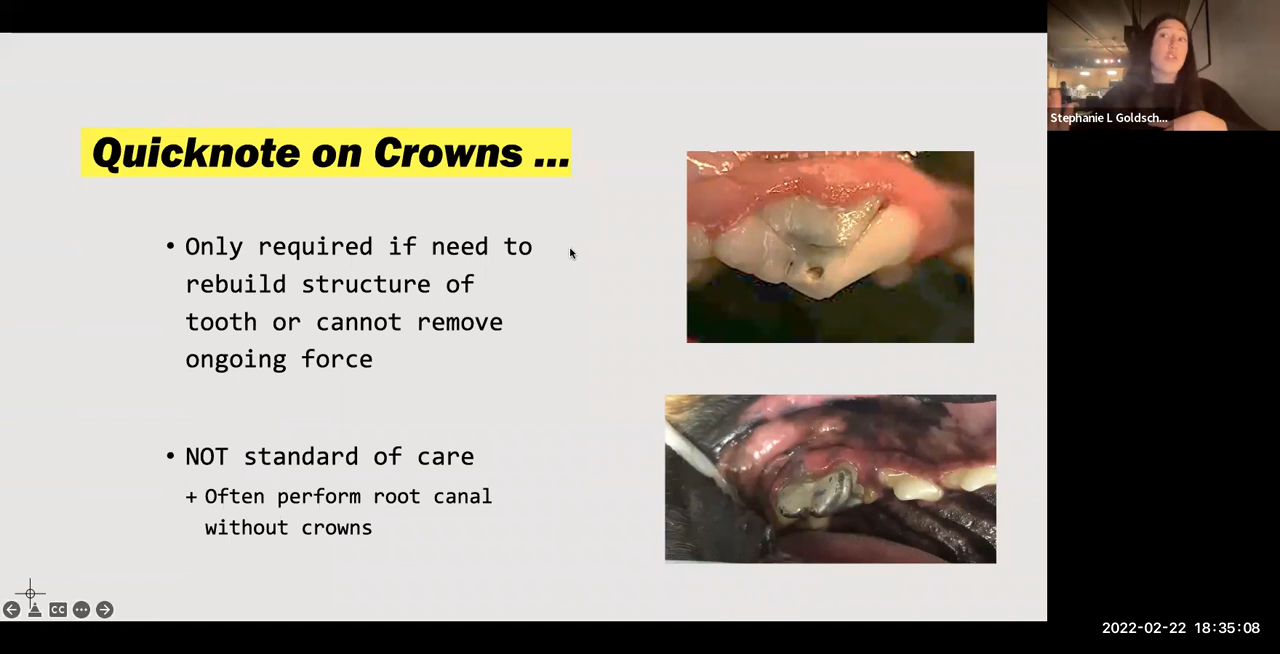 Quicknote on Crowns ...
• Only required if need to
rebuild structure of
tooth or cannot remove
ongoing force
• NOT standard of care
+ Often perform root canal
without crowns
CC
Stephanie L Goldsch...
2022-02-22 18:35:08